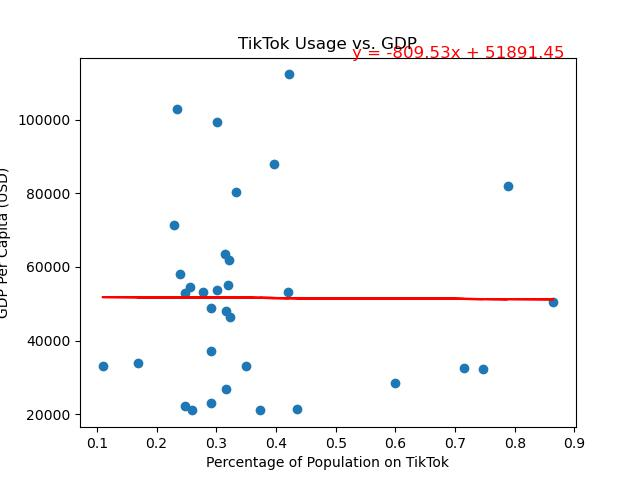 TikTok Usage vs. GDP
y = -809.53x + 51891.45
100000
80000
60000
40000
20000
GDP Per Capita (USD)
0.1 0.2 0.3 0.4 0.5 0.6 0.7 0.8 0.9
Percentage of Population on TikTok